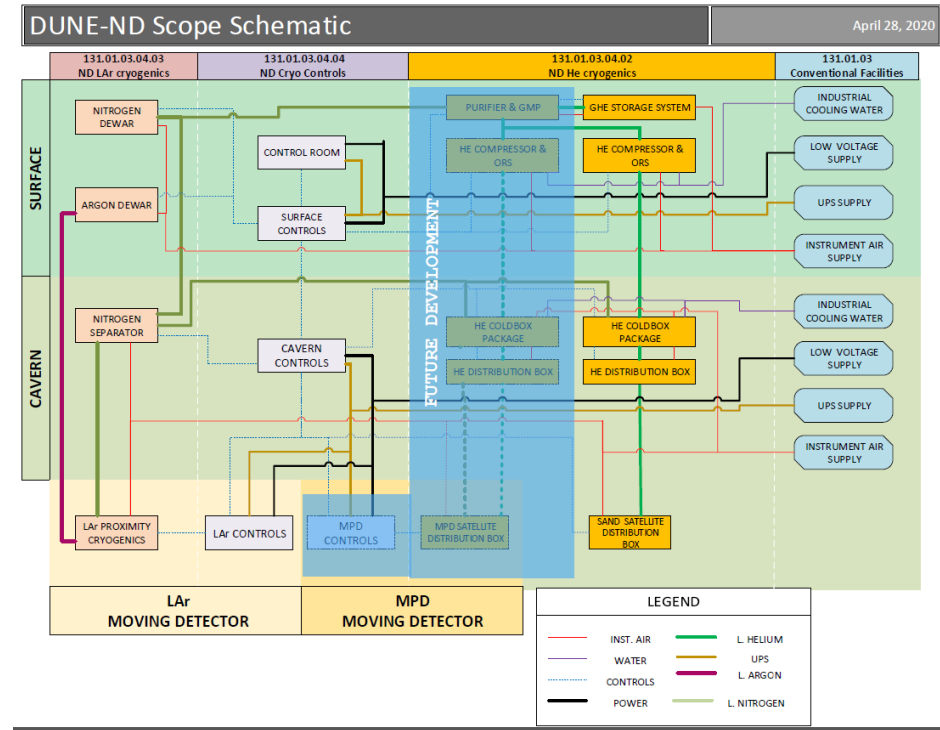 DUNE-ND Scope Schematic
April 28, 2020
131.01.03.04.03
ND LAr cryogenics
131.01.03.04.04
ND Cryo Controls
131.01.03.04.02
ND He cryogenics
131.01.03
Conventional Facilities
SURFACE
NITROGEN
DEWAR
PURIFIER & GMP
GHE STORAGE SYSTEM
INDUSTRIAL
COOLING WATER
CONTROL ROOM
HE COMPRESSOR &
ORS
HE COMPRESSOR &
ORS
LOW VOLTAGE
SUPPLY
ARGON DEWAR
SURFACE
CONTROLS
UPS SUPPLY
INSTRUMENT AIR
SUPPLY
FUTURE DEVELOPMENT
CAVERN
NITROGEN
SEPARATOR
CAVERN
CONTROLS
HE COLDBOX
PACKAGE
HE COLDBOX
PACKAGE
INDUSTRIAL
COOLING WATER
HE DISTRIBUTION BOX
HE DISTRIBUTION BOX
LOW VOLTAGE
SUPPLY
UPS SUPPLY
INSTRUMENT AIR
SUPPLY
LAr PROXIMITY
CRYOGENICS
LAr CONTROLS
MPD
CONTROLS
MPD SATELLITE
DISTRIBUTION BOX
SAND SATELLITE
DISTRIBUTION
BOX
LAr
MOVING DETECTOR
MPD
MOVING DETECTOR
LEGEND
INST. AIR
L. HELIUM
WATER
UPS
CONTROLS
L. ARGON
POWER
L. NITROGEN